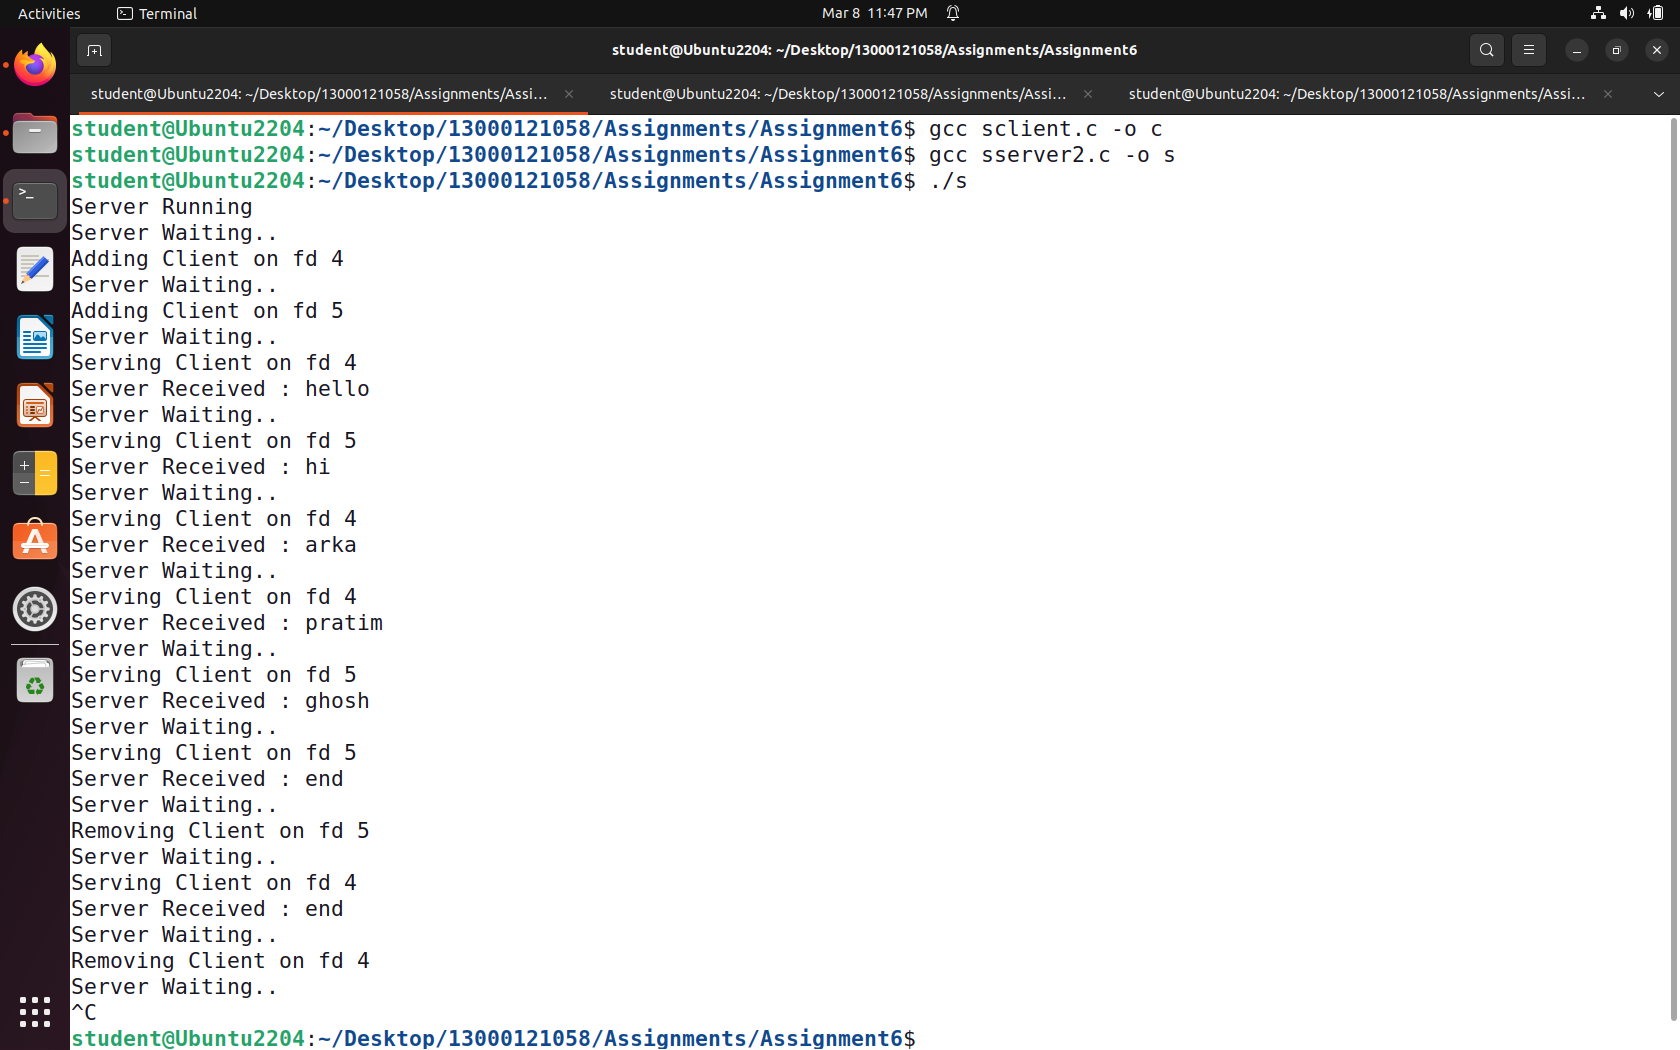 Activities Terminal Mar 8 11:47 PM
student@Ubuntu2204: ~/Desktop/13000121058/Assignments/Assignment6
student@Ubuntu2204: ~/Desktop/13000121058/Assignments/Assi... student@Ubuntu2204: ~/Desktop/13000121058/Assignments/Assi... student@Ubuntu2204: ~/Desktop/13000121058/Assignments/Assi...
student@Ubuntu2204:~/Desktop/13000121058/Assignments/Assignment6$ gcc sclient.c -o c
student@Ubuntu2204:~/Desktop/13000121058/Assignments/Assignment6$ gcc sserver2.c -o s
student@Ubuntu2204:~/Desktop/13000121058/Assignments/Assignment6$ ./s
Server Running
Server Waiting..
Adding Client on fd 4
Server Waiting..
Adding Client on fd 5
Server Waiting..
Serving Client on fd 4
Server Received : hello
Server Waiting..
Serving Client on fd 5
Server Received : hi
Server Waiting..
Serving Client on fd 4
Server Received : arka
Server Waiting..
Serving Client on fd 4
Server Received : pratim
Server Waiting..
Serving Client on fd 5
Server Received : ghosh
Server Waiting..
Serving Client on fd 5
Server Received : end
Server Waiting..
Removing Client on fd 5
Server Waiting..
Serving Client on fd 4
Server Received : end
Server Waiting..
Removing Client on fd 4
Server Waiting..
^C
student@Ubuntu2204:~/Desktop/13000121058/Assignments/Assignment6$